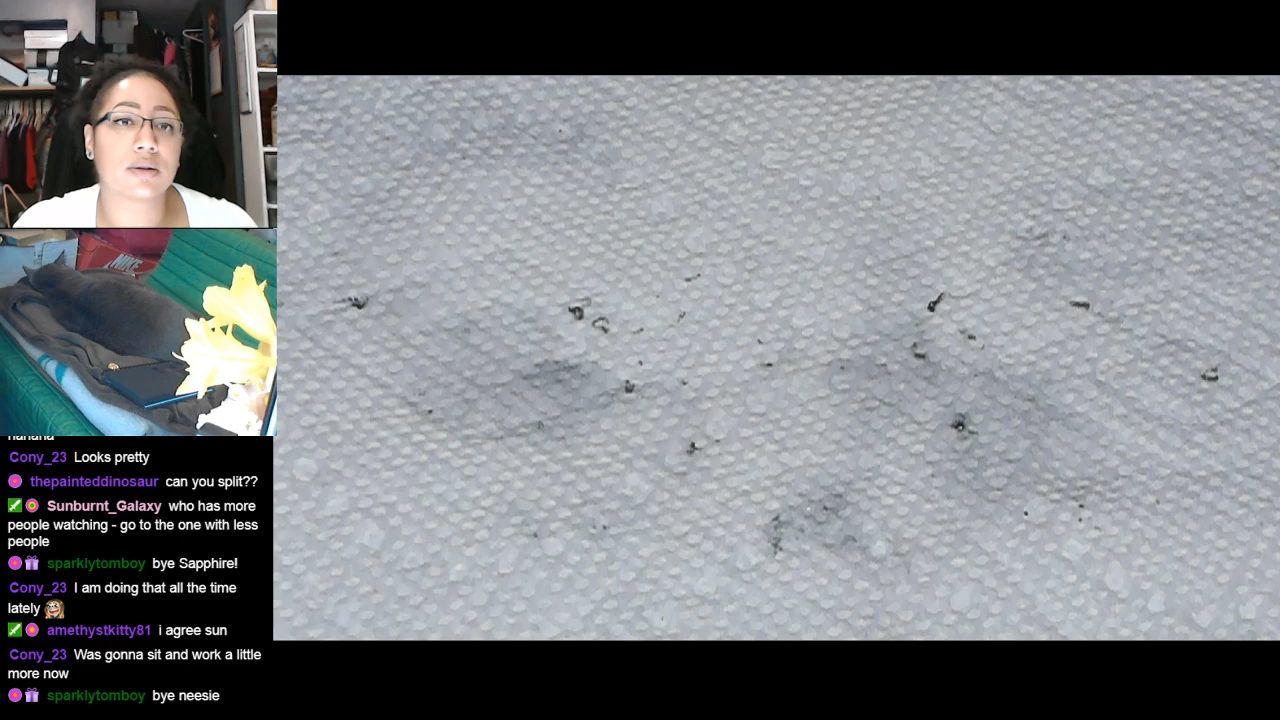 NIKE
Cony_23 Looks pretty
thepainteddinosaur can you split??
Sunburnt_Galaxy who has more
people watching - go to the one with less
people
sparklytomboy bye Sapphire!
Cony_23 I am doing that all the time
lately
amethystkitty81 i agree sun
Cony_23 Was gonna sit and work a little
more now
sparklytomboy bye neesie